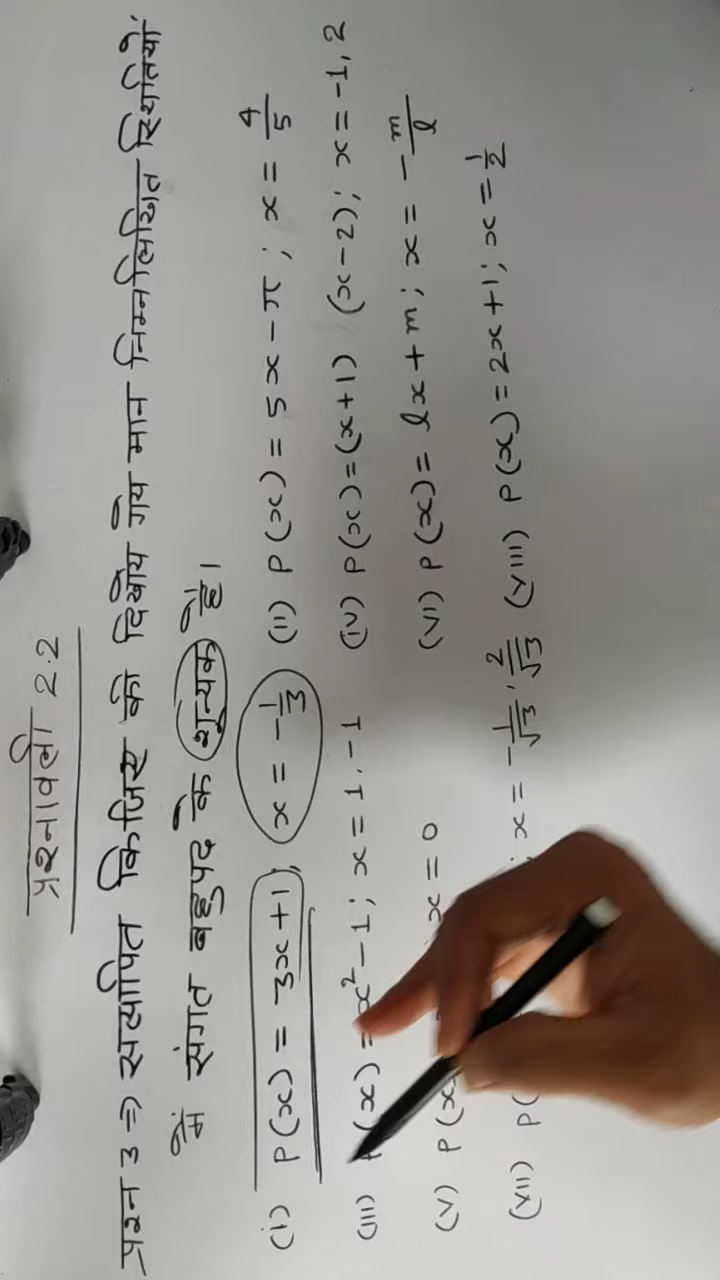 प्रश्नावली 2.2
प्रश्न 3 ⇒ सत्यापित किजिए की दिखाये गये मान निम्नलिखित स्थितियों
में संगत बहुपद के शून्यक है।
(i) P(x) = 3x+1; x = -1/3 (ii) P(x) = 5x - π ; x = 4/5
(iii) P(x) = x² - 1; x = 1, -1 (iv) P(x) = (x+1) (x-2); x = -1, 2
(v) P(x x = 0 (vi) P(x) = lx + m; x = - m/l
(vii) P( ; x = -1/√3, 2/√3 (viii) P(x) = 2x + 1; x = 1/2